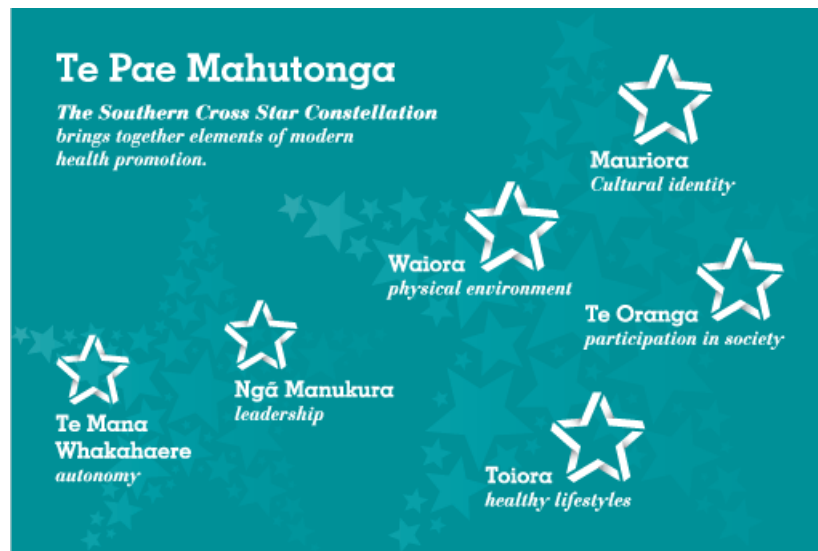 Te Pae Mahutonga
The Southern Cross Star Constellation
brings together elements of modern
health promotion.
Mauriora
Cultural identity
Waiora
physical environment
Te Oranga
participation in society
Ngā Manukura
leadership
Te Mana
Whakahaere
autonomy
Toiora
healthy lifestyles